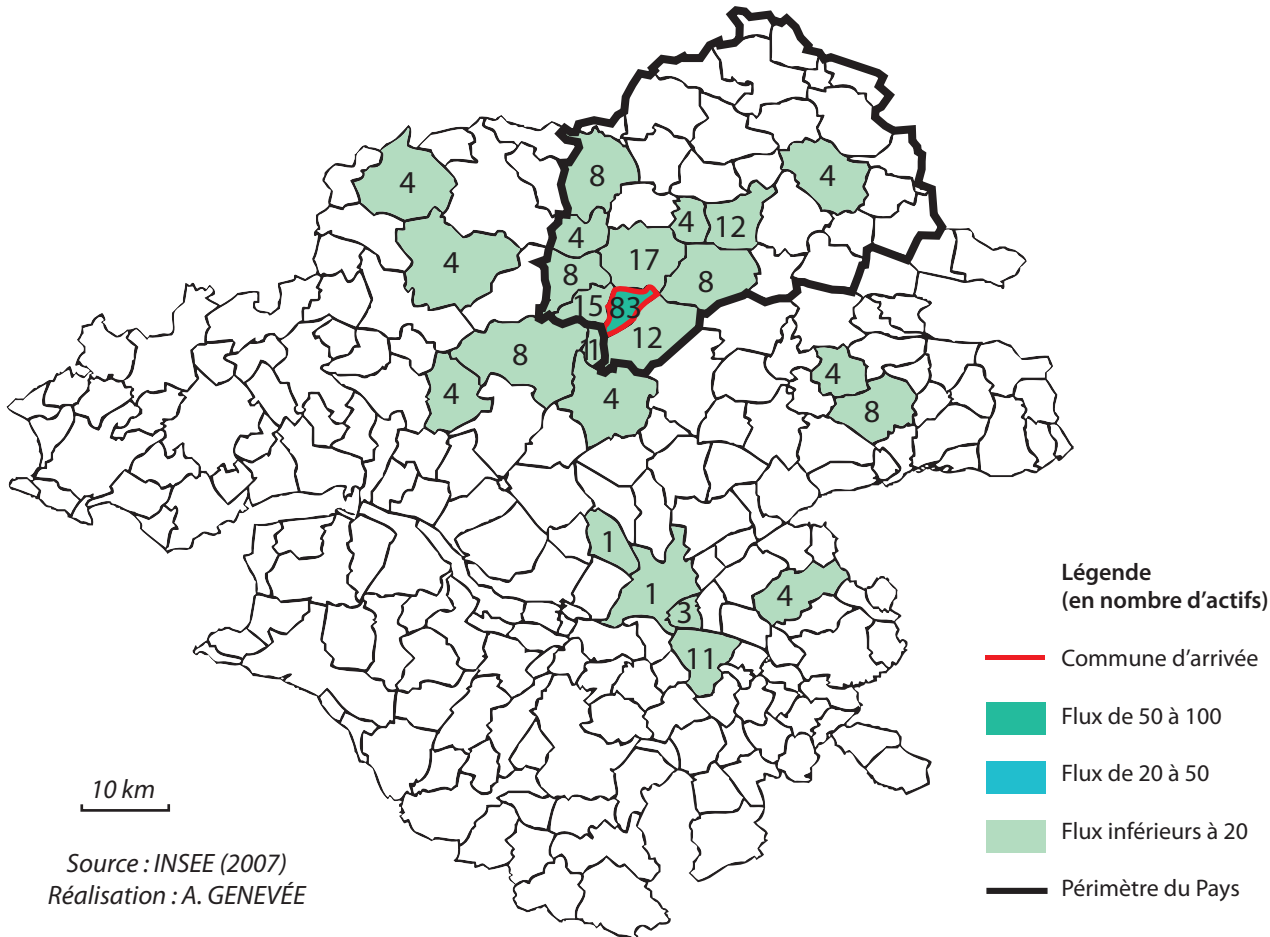 4
8
4
4
12
4
17
4
8
8
15
83
12
1
8
4
4
4
8
1
1
3
4
11
Légende
(en nombre d'actifs)
Commune d'arrivée
Flux de 50 à 100
Flux de 20 à 50
Flux inférieurs à 20
Périmètre du Pays
10 km
Source : INSEE (2007)
Réalisation : A. GENEVÉE